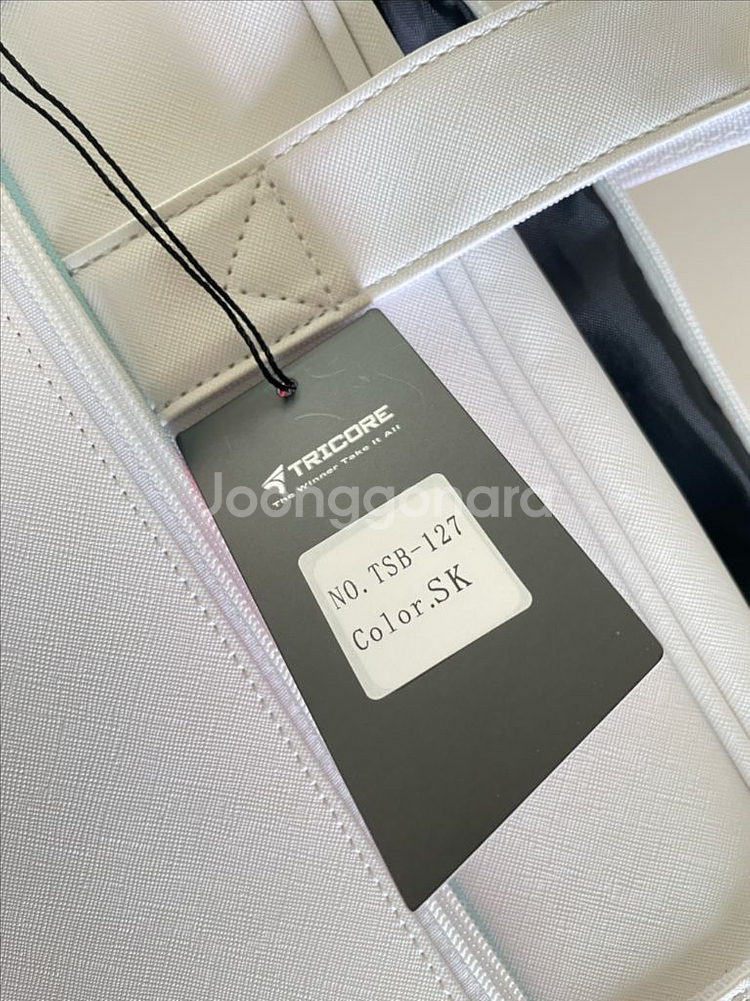 TRICORE
The Winner Take It All
Joonggonara
NO. TSB-127
Color.SK